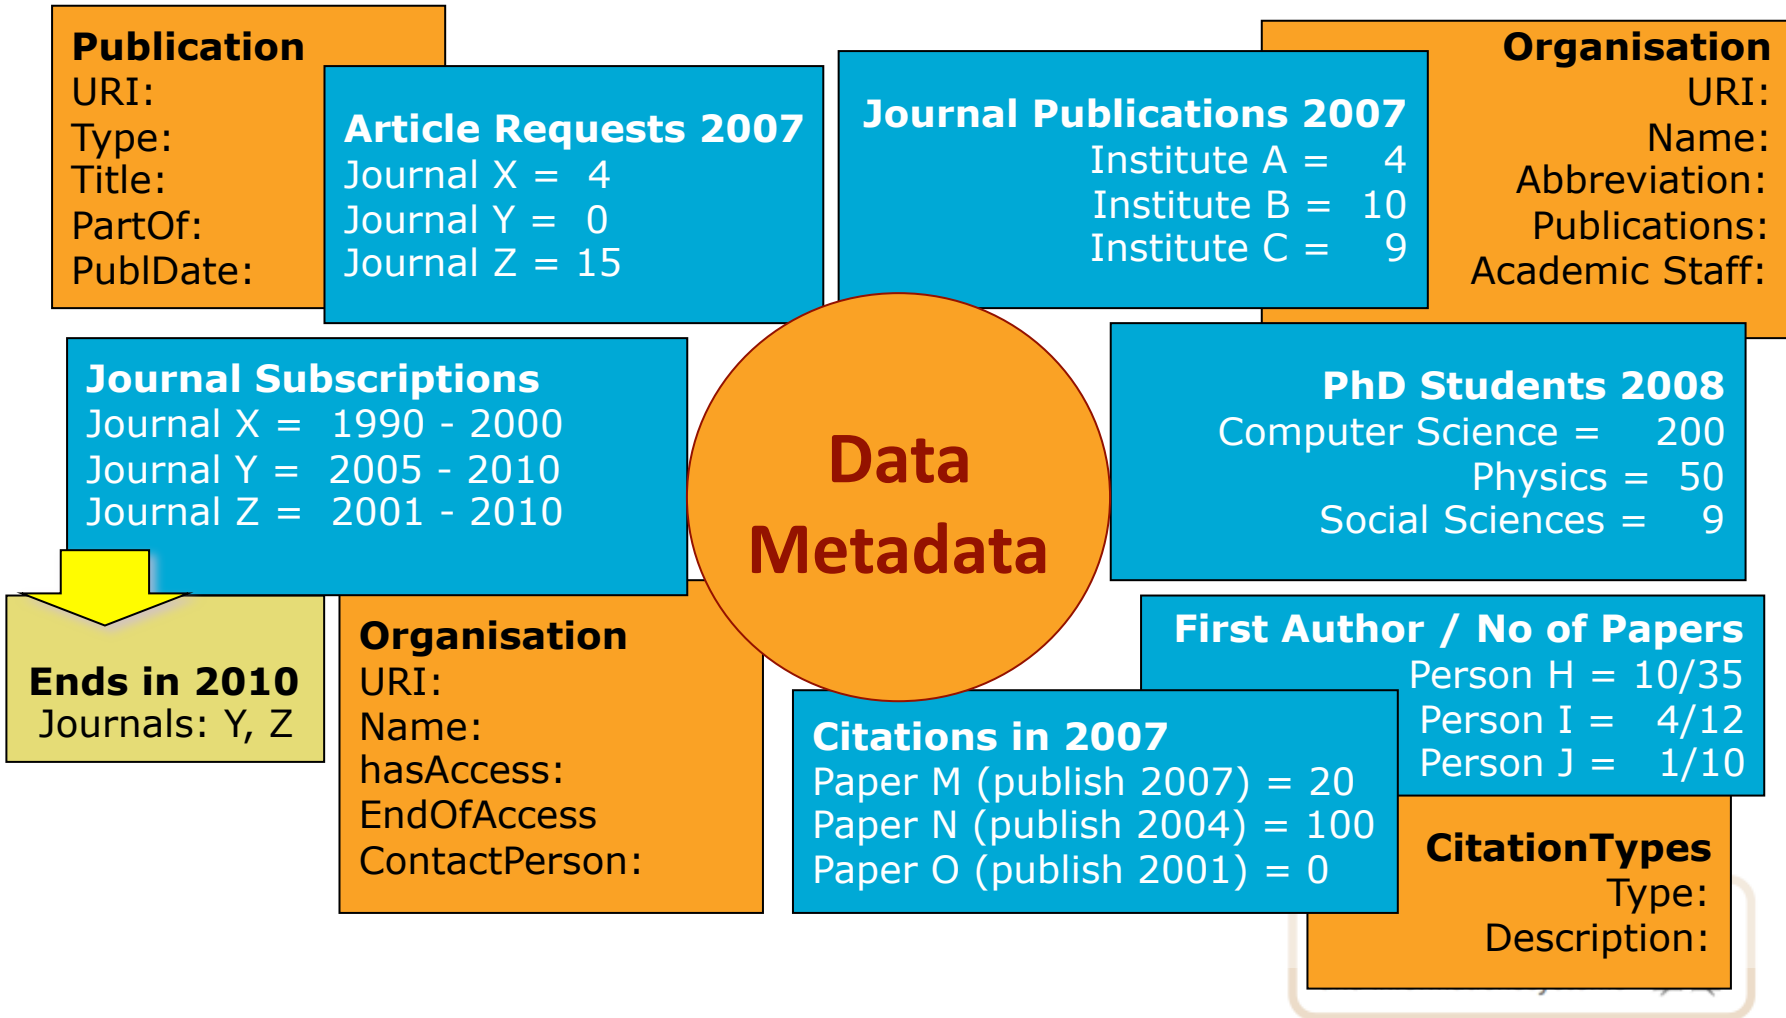 Publication
URI:
Type:
Title:
PartOf:
PublDate:
Article Requests 2007
Journal X = 4
Journal Y = 0
Journal Z = 15
Journal Publications 2007
Institute A = 4
Institute B = 10
Institute C = 9
Organisation
URI:
Name:
Abbreviation:
Publications:
Academic Staff:
Journal Subscriptions
Journal X = 1990 - 2000
Journal Y = 2005 - 2010
Journal Z = 2001 - 2010
Data
Metadata
PhD Students 2008
Computer Science = 200
Physics = 50
Social Sciences = 9
Ends in 2010
Journals: Y, Z
Organisation
URI:
Name:
hasAccess:
EndOfAccess
ContactPerson:
First Author / No of Papers
Person H = 10/35
Person I = 4/12
Person J = 1/10
Citations in 2007
Paper M (publish 2007) = 20
Paper N (publish 2004) = 100
Paper O (publish 2001) = 0
CitationTypes
Type:
Description: